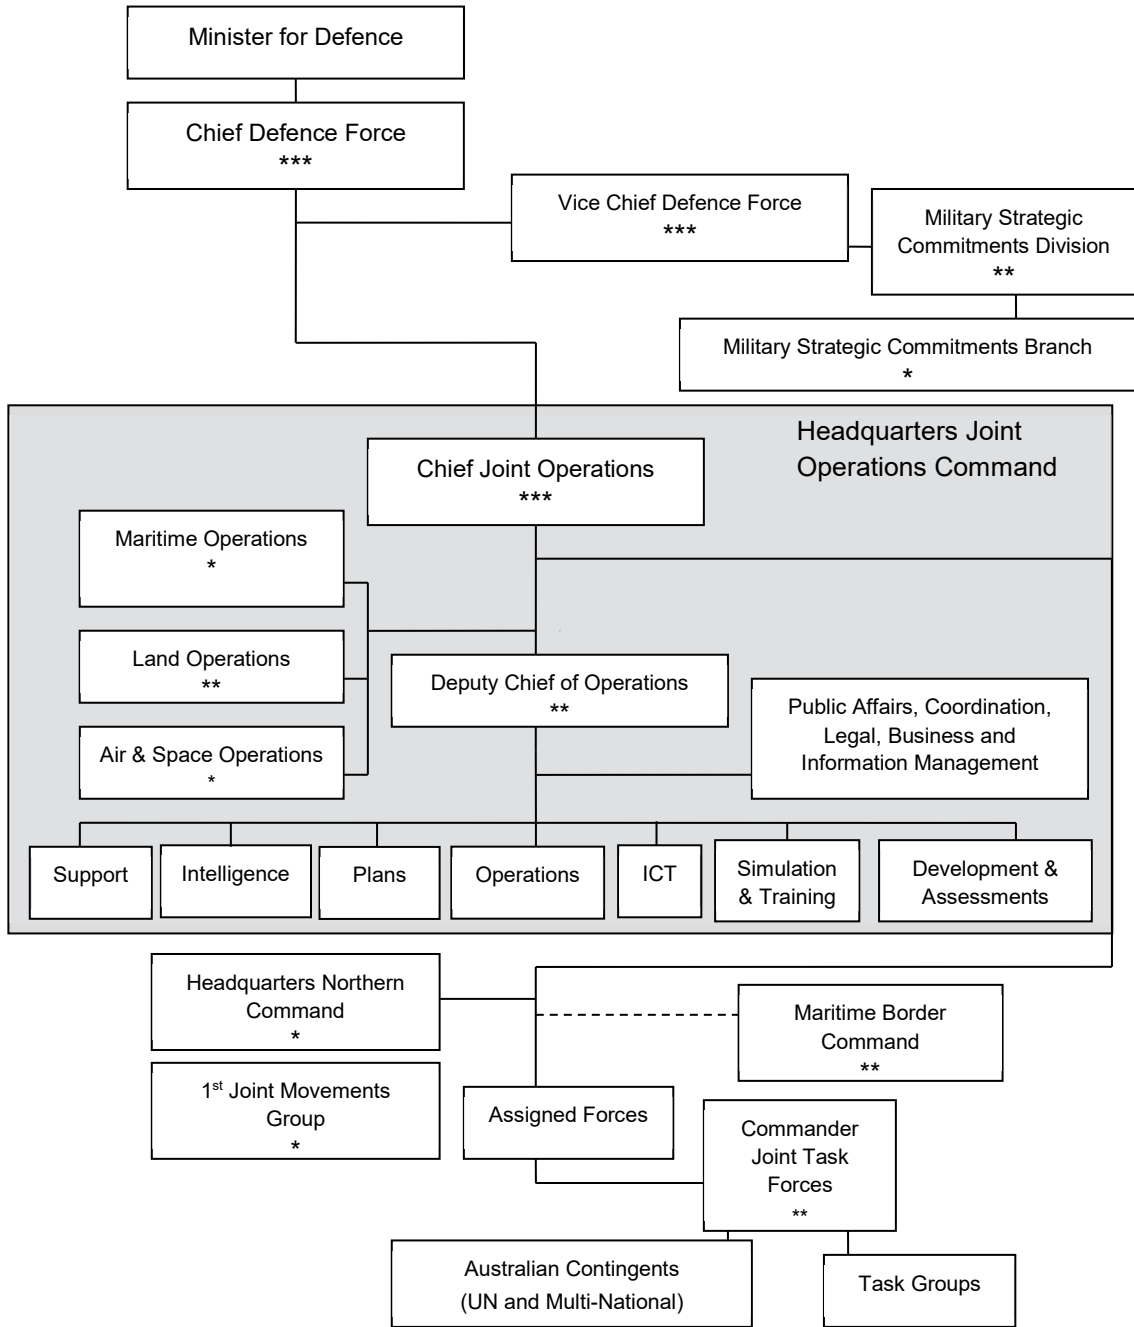 Minister for Defence
Chief Defence Force
***
Vice Chief Defence Force
***
Military Strategic
Commitments Division
**
Military Strategic Commitments Branch
*
Headquarters Joint
Operations Command
Chief Joint Operations
***
Maritime Operations
*
Land Operations
**
Air & Space Operations
*
Deputy Chief of Operations
**
Public Affairs, Coordination,
Legal, Business and
Information Management
Support
Intelligence
Plans
Operations
ICT
Simulation
& Training
Development &
Assessments
Headquarters Northern
Command
*
Maritime Border
Command
**
1st Joint Movements
Group
*
Assigned Forces
Commander
Joint Task
Forces
**
Australian Contingents
(UN and Multi-National)
Task Groups